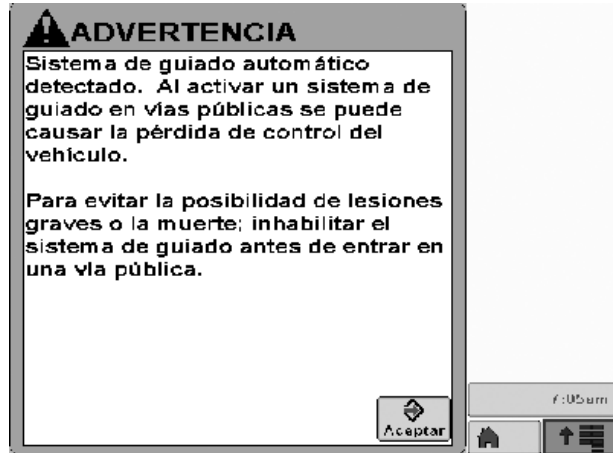 ADVERTENCIA
Sistema de guiado automático
detectado. Al activar un sistema de
guiado en vías públicas se puede
causar la pérdida de control del
vehículo.
Para evitar la posibilidad de lesiones
graves o la muerte; inhabilitar el
sistema de guiado antes de entrar en
una vía pública.
Aceptar
7:05am